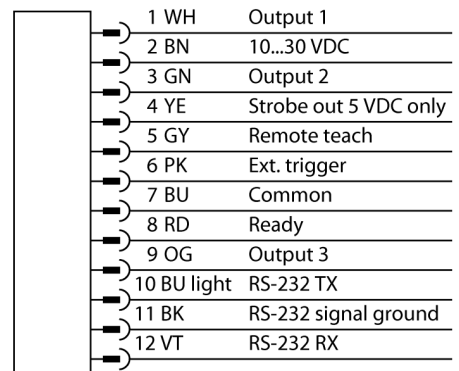 1 WH Output 1
2 BN 10...30 VDC
3 GN Output 2
4 YE Strobe out 5 VDC only
5 GY Remote teach
6 PK Ext. trigger
7 BU Common
8 RD Ready
9 OG Output 3
10 BU light RS-232 TX
11 BK RS-232 signal ground
12 VT RS-232 RX